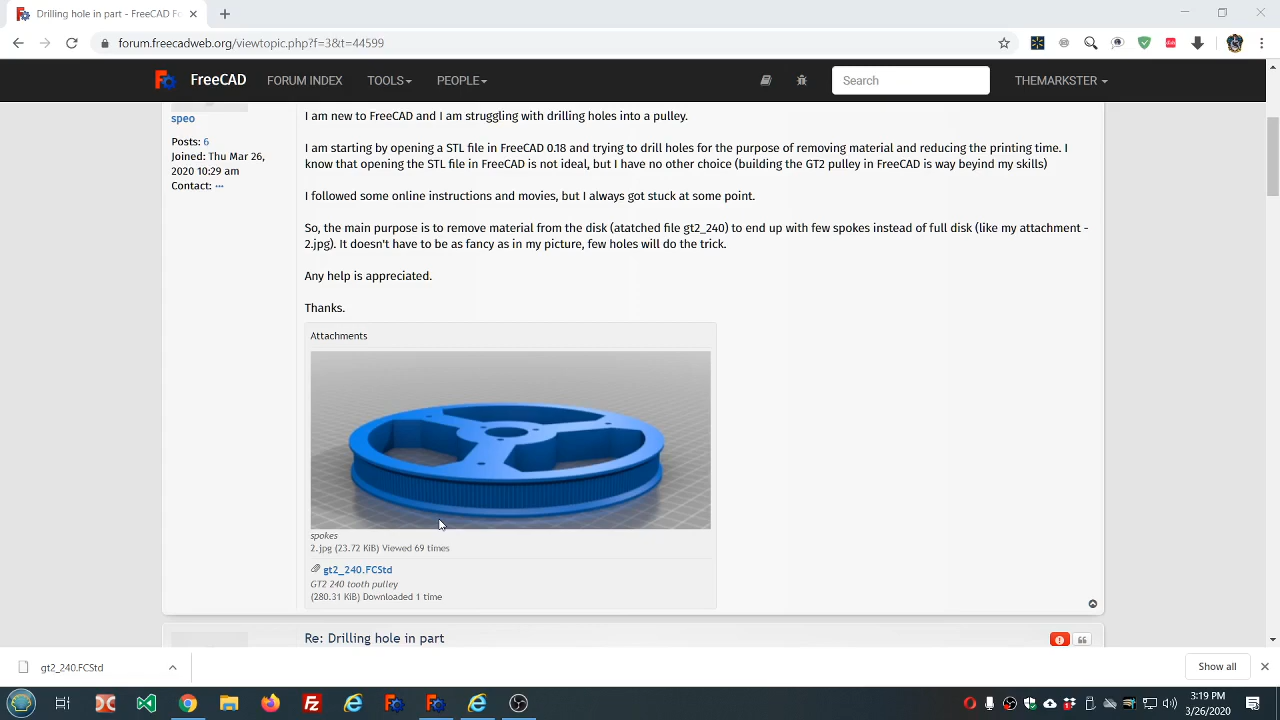 Drilling hole in part - FreeCAD F
forum.freecadweb.org/viewtopic.php?f=3&t=44599
FreeCAD FORUM INDEX TOOLS PEOPLE Search THEMARKSTER
speo
Posts: 6
Joined: Thu Mar 26,
2020 10:29 am
Contact:
I am new to FreeCAD and I am struggling with drilling holes into a pulley.
I am starting by opening a STL file in FreeCAD 0.18 and trying to drill holes for the purpose of removing material and reducing the printing time. I
know that opening the STL file in FreeCAD is not ideal, but I have no other choice (building the GT2 pulley in FreeCAD is way beyind my skills)
I followed some online instructions and movies, but I always got stuck at some point.
So, the main purpose is to remove material from the disk (atatched file gt2_240) to end up with few spokes instead of full disk (like my attachment -
2.jpg). It doesn't have to be as fancy as in my picture, few holes will do the trick.
Any help is appreciated.
Thanks.
Attachments
spokes
2.jpg (23.72 KiB) Viewed 69 times
gt2_240.FCStd
GT2 240 tooth pulley
(280.31 KiB) Downloaded 1 time
Re: Drilling hole in part
gt2_240.FCStd
Show all
3:19 PM
3/26/2020